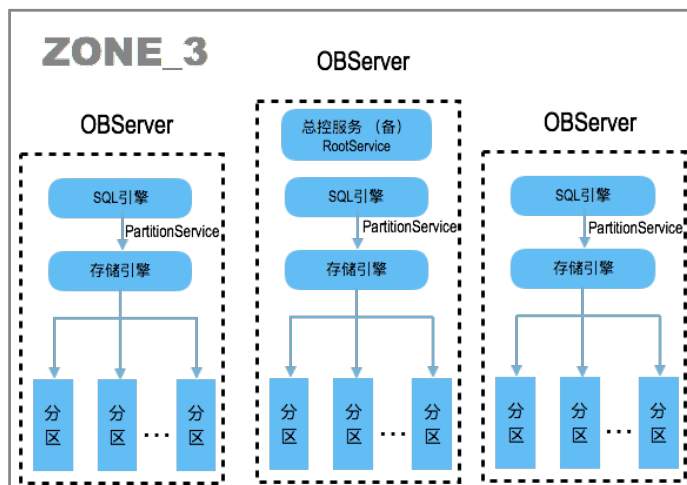 ZONE_3
OBServer
总控服务 （备）
RootService
OBServer
SQL引擎
PartitionService
存储引擎
分区
分区
...
分区
SQL引擎
PartitionService
存储引擎
分区
分区
...
分区
OBServer
SQL引擎
PartitionService
存储引擎
分区
分区
...
分区